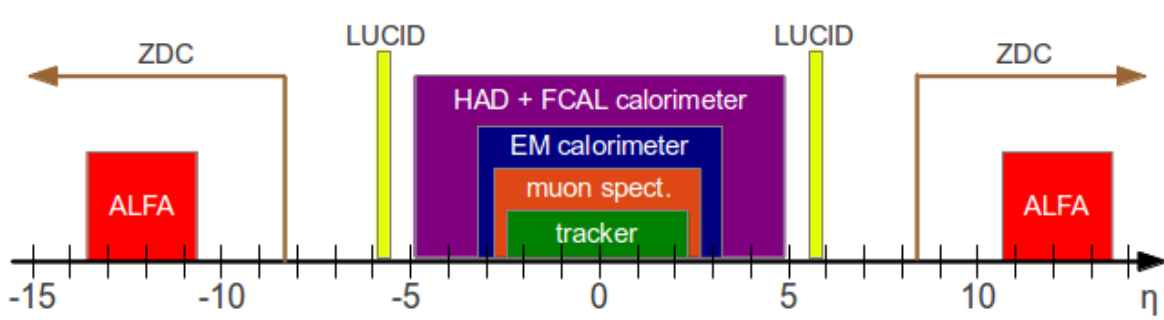 LUCID LUCID
ZDC ZDC
HAD + FCAL calorimeter
EM calorimeter
muon spect.
ALFA ALFA
tracker
-15 -10 -5 0 5 10 η